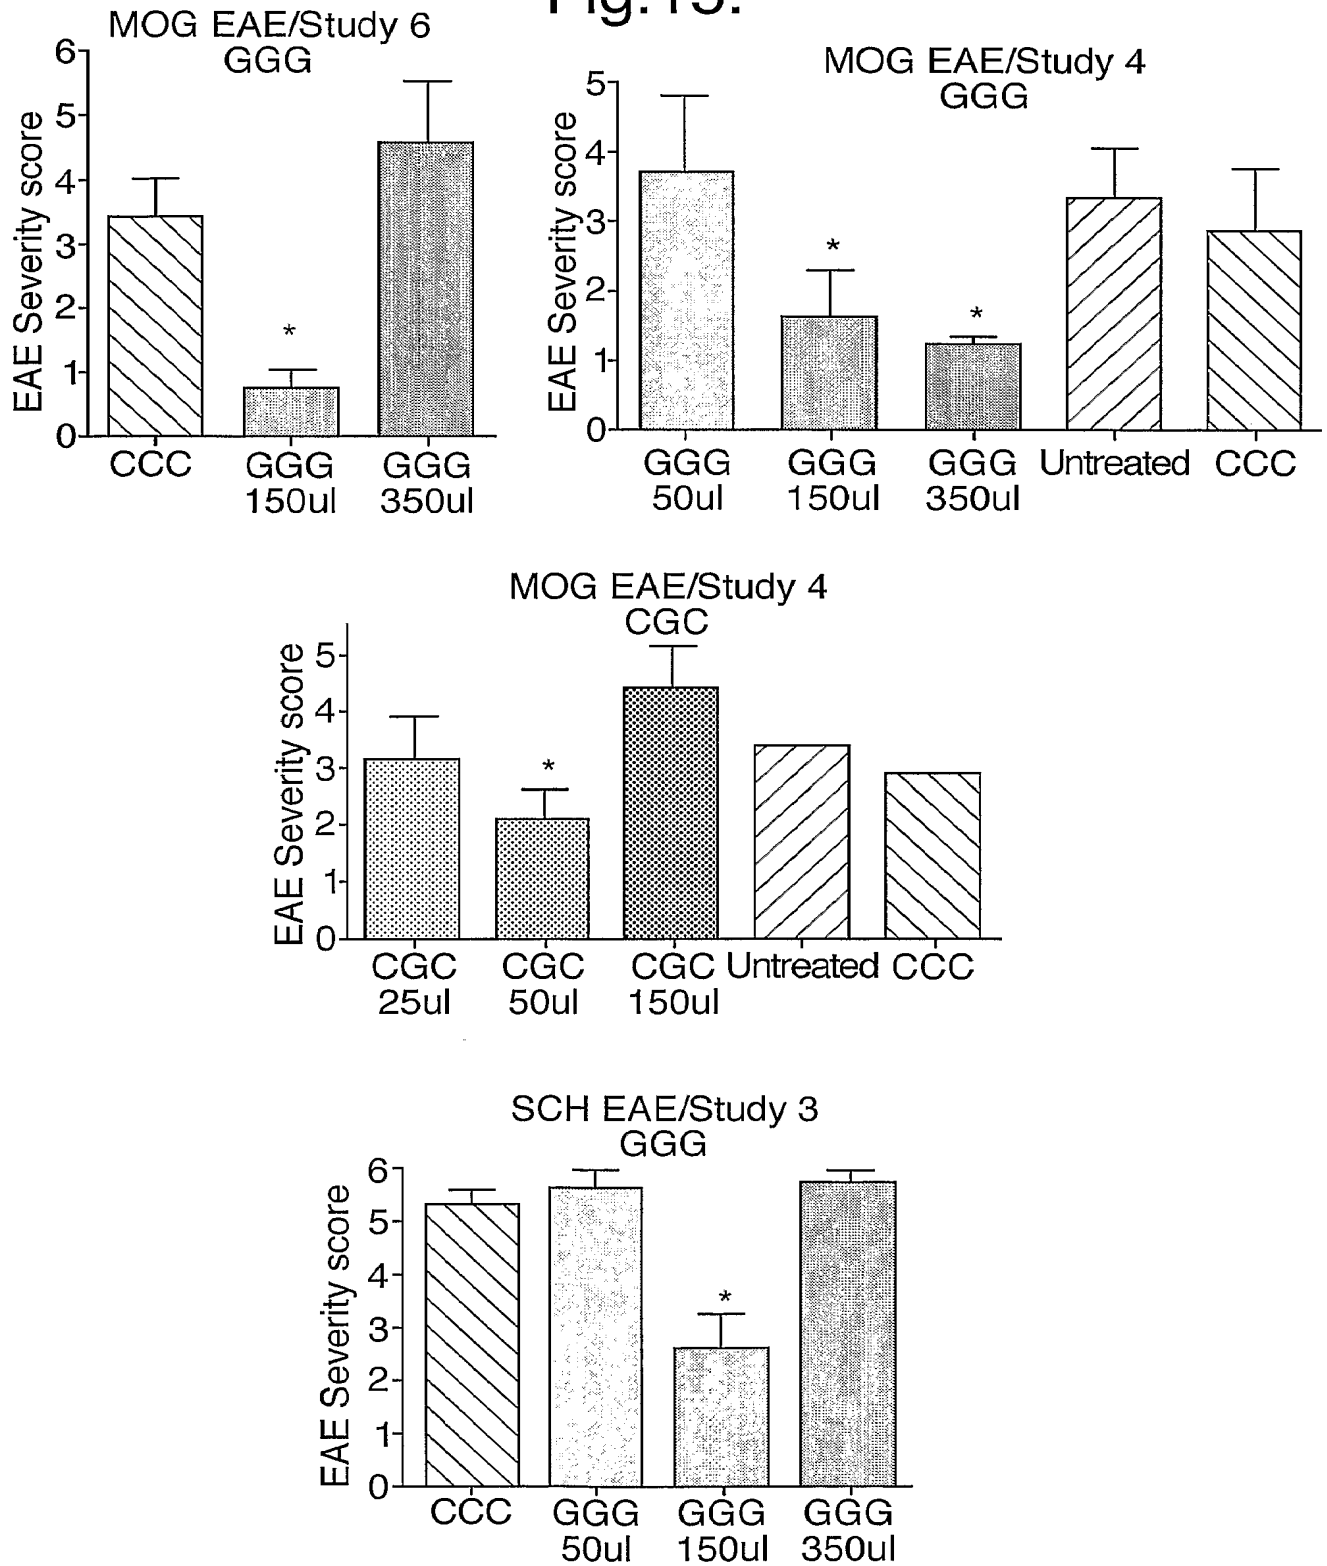 Fig.15.
MOG EAE/Study 6
GGG
EAE Severity score
6
5
4
3
2
1
0
CCC GGG GGG
150ul 350ul
*
MOG EAE/Study 4
GGG
EAE Severity score
5
4
3
2
1
0
*
*
GGG GGG GGG Untreated CCC
50ul 150ul 350ul
MOG EAE/Study 4
CGC
EAE Severity score
5
4
3
2
1
0
*
CGC CGC CGC Untreated CCC
25ul 50ul 150ul
SCH EAE/Study 3
GGG
EAE Severity score
6
5
4
3
2
1
0
*
CCC GGG GGG GGG
50ul 150ul 350ul